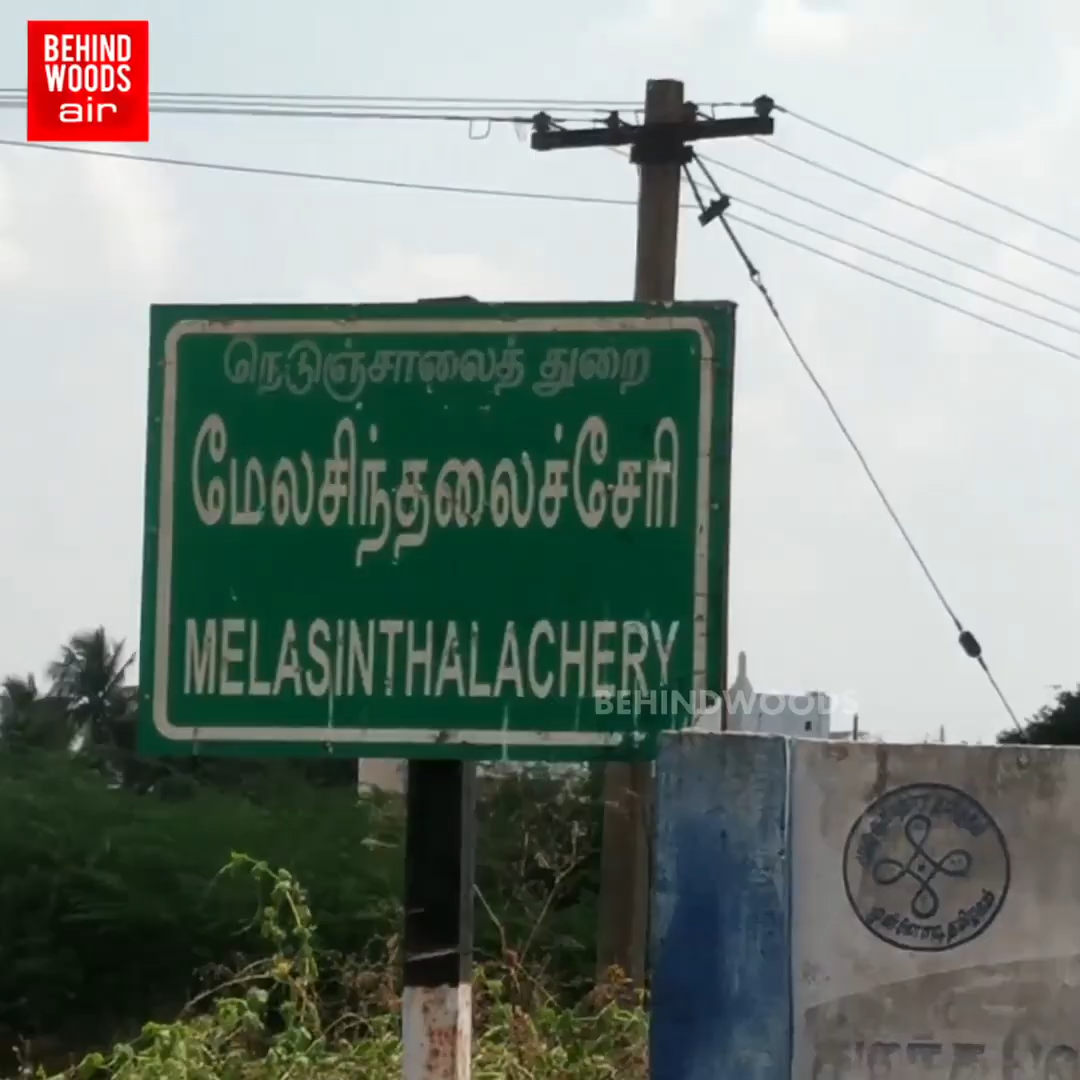 BEHIND
WOODS
air
நெடுஞ்சாலைத் துறை
மேலசிந்தலைச்சேரி
MELASINTHALACHERY
BEHINDWOODS